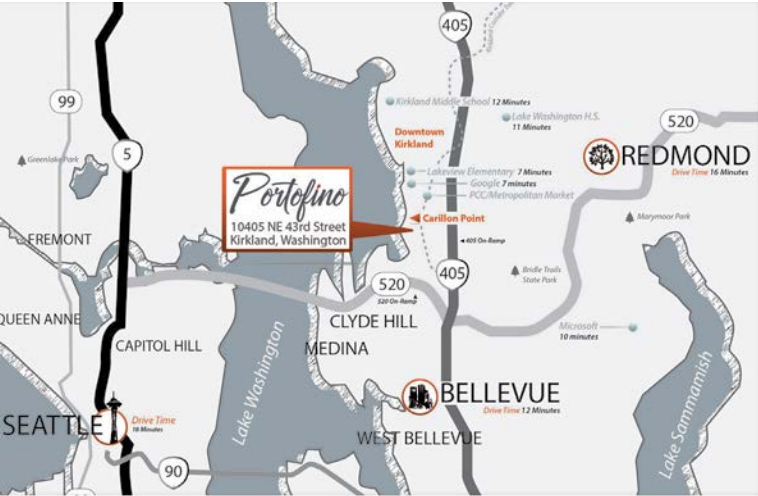 405
99
Kirkland Middle School 12 Minutes
Lake Washington H.S.
11 Minutes
520
Downtown
Kirkland
5
REDMOND
Drive Time 16 Minutes
Greenlake Park
Lakeview Elementary 7 Minutes
Google 7 minutes
PCC/Metropolitan Market
Portofino
10405 NE 43rd Street
Kirkland, Washington
Carillon Point
Marymoor Park
FREMONT
405 On-Ramp
405
Bridle Trails
State Park
520
520 On-Ramp
QUEEN ANNE
CLYDE HILL
Microsoft
10 minutes
CAPITOL HILL
MEDINA
Lake Washington
Lake Sammamish
BELLEVUE
Drive Time 12 Minutes
SEATTLE
Drive Time
18 Minutes
WEST BELLEVUE
90